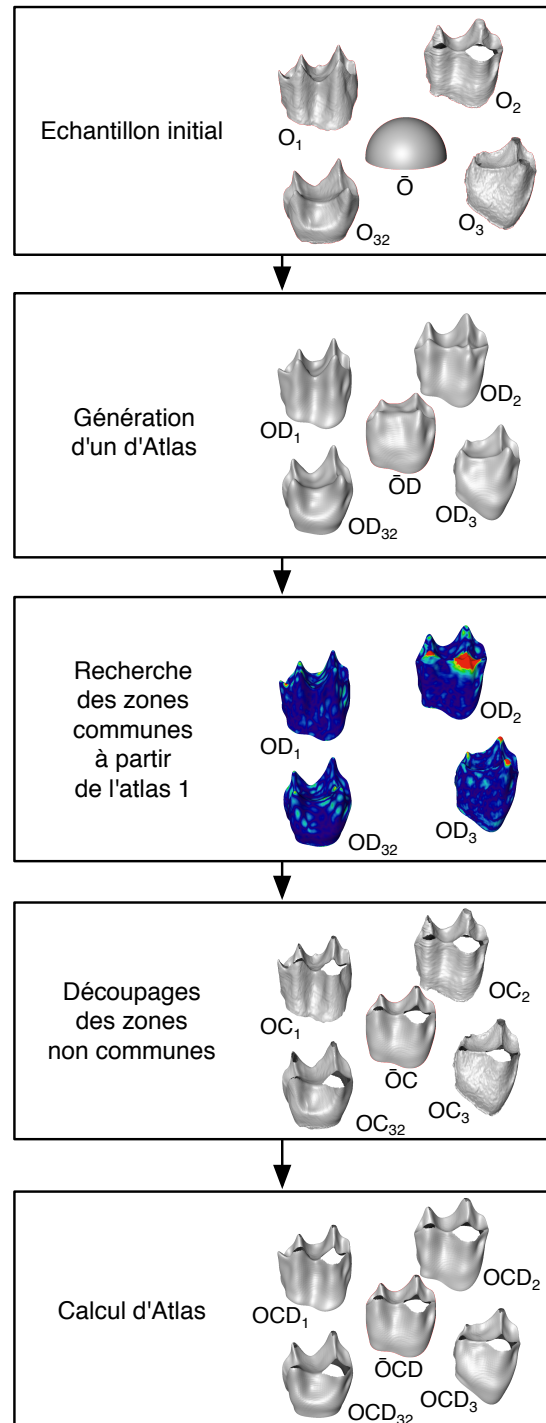 Echantillon initial
O1
O2
Ō
O32
O3
Génération
d'un d'Atlas
OD1
OD2
ŌD
OD32
OD3
Recherche
des zones
communes
à partir
de l'atlas 1
OD1
OD2
OD32
OD3
Découpages
des zones
non communes
OC1
OC2
ŌC
OC32
OC3
Calcul d'Atlas
OCD1
OCD2
ŌCD
OCD32
OCD3